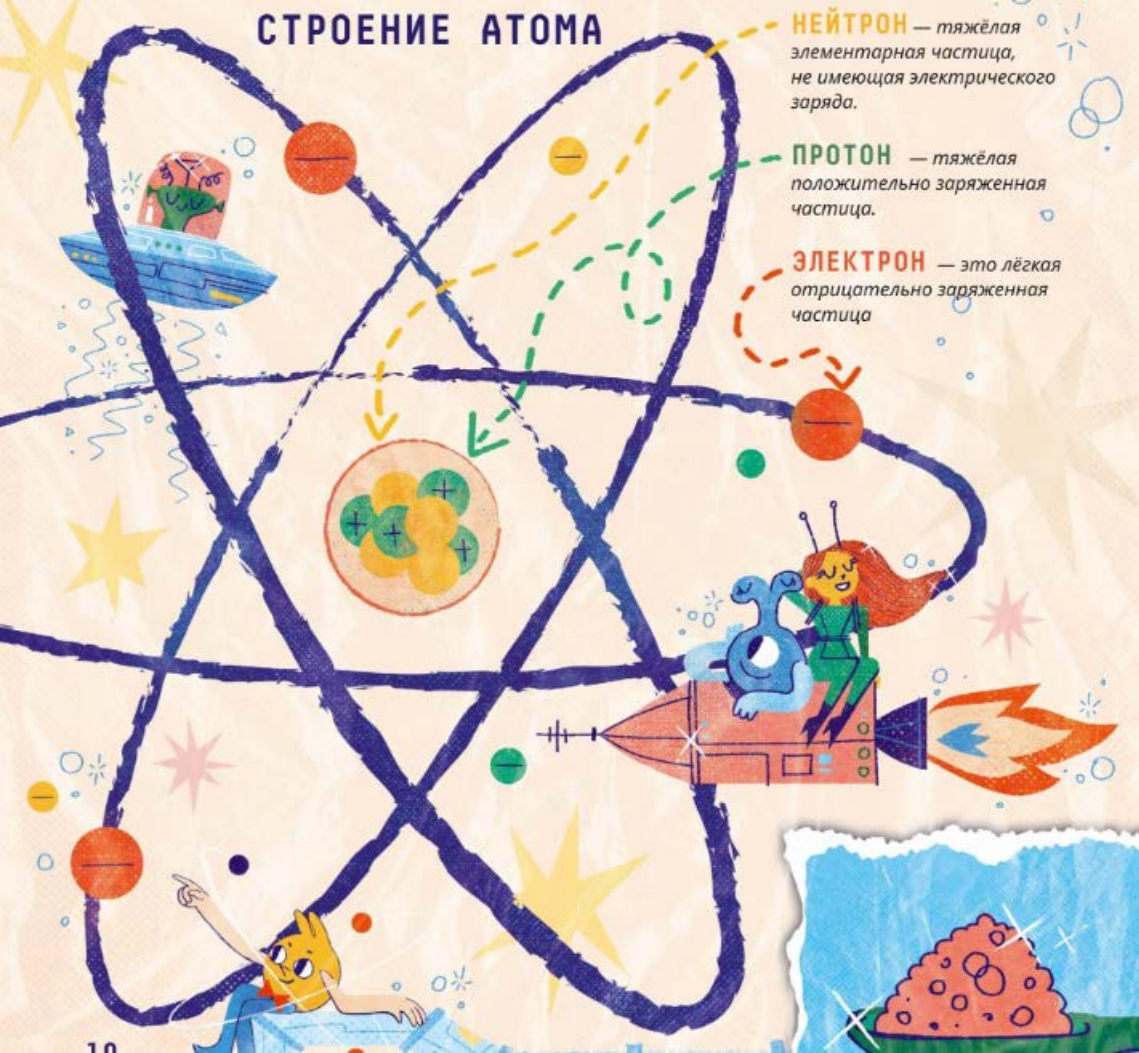 СТРОЕНИЕ АТОМА
НЕЙТРОН — тяжёлая
элементарная частица,
не имеющая электрического
заряда.
ПРОТОН — тяжёлая
положительно заряженная
частица.
ЭЛЕКТРОН — это лёгкая
отрицательно заряженная
частица